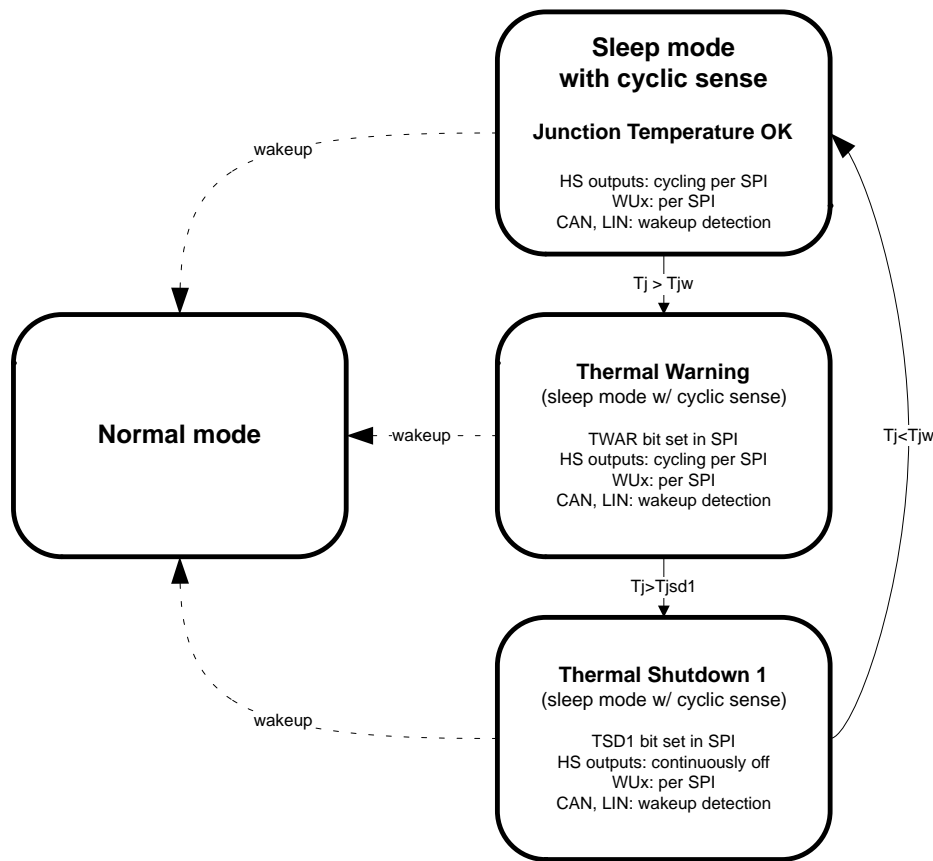 Sleep mode
with cyclic sense
Junction Temperature OK
HS outputs: cycling per SPI
WUx: per SPI
CAN, LIN: wakeup detection
wakeup
Tj > Tjw
Normal mode
wakeup
Thermal Warning
(sleep mode w/ cyclic sense)
TWAR bit set in SPI
HS outputs: cycling per SPI
WUx: per SPI
CAN, LIN: wakeup detection
Tj<Tjw
Tj>Tjsd1
wakeup
Thermal Shutdown 1
(sleep mode w/ cyclic sense)
TSD1 bit set in SPI
HS outputs: continuously off
WUx: per SPI
CAN, LIN: wakeup detection